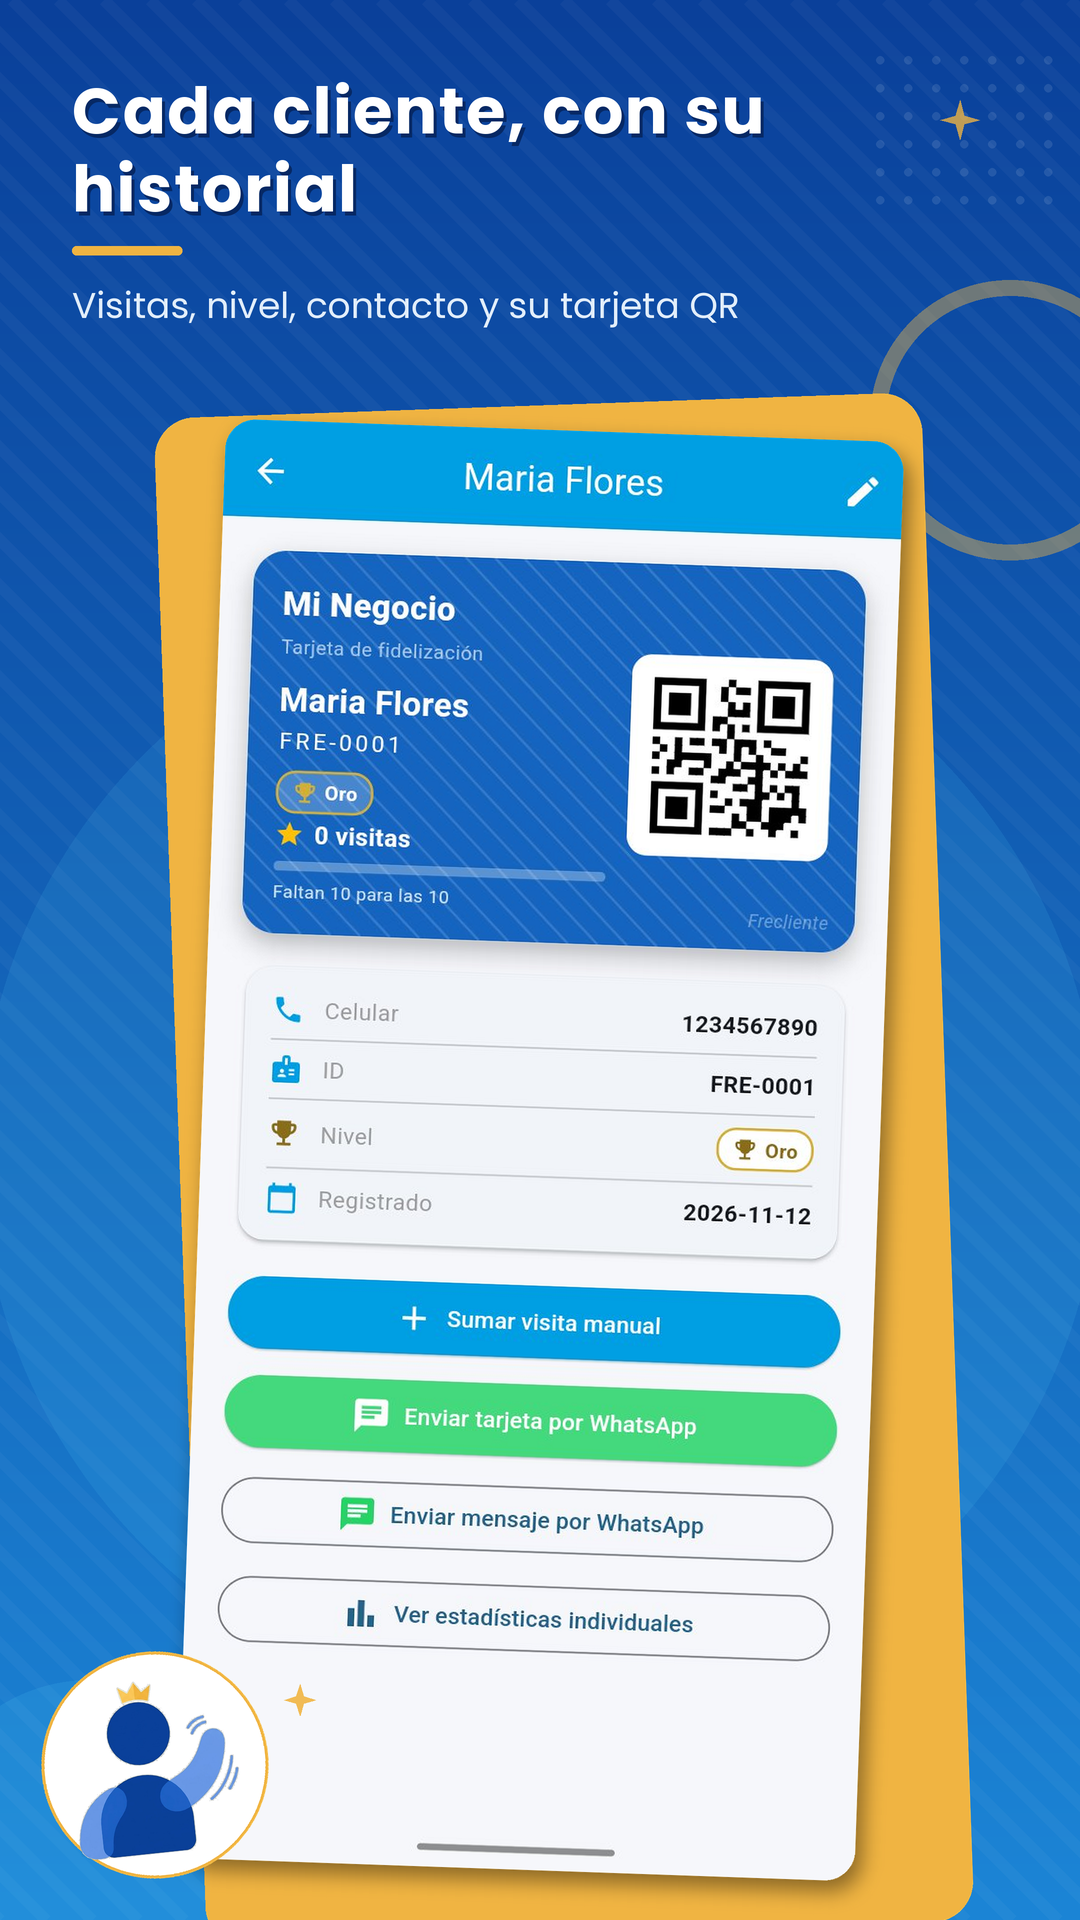 Cada cliente, con su
historial
Visitas, nivel, contacto y su tarjeta QR
Maria Flores
Mi Negocio
Tarjeta de fidelización
Maria Flores
FRE-0001
Oro
0 visitas
Faltan 10 para las 10
Frecliente
Celular 1234567890
ID FRE-0001
Nivel Oro
Registrado 2026-11-12
Sumar visita manual
Enviar tarjeta por WhatsApp
Enviar mensaje por WhatsApp
Ver estadísticas individuales